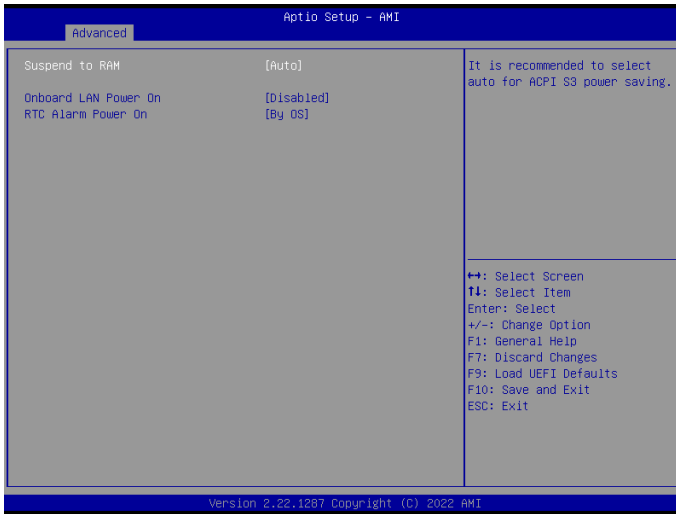 Aptio Setup – AMI
Advanced
Suspend to RAM [Auto]
Onboard LAN Power On [Disabled]
RTC Alarm Power On [By OS]
It is recommended to select
auto for ACPI S3 power saving.
↔: Select Screen
↑↓: Select Item
Enter: Select
+/-: Change Option
F1: General Help
F7: Discard Changes
F9: Load UEFI Defaults
F10: Save and Exit
ESC: Exit
Version 2.22.1287 Copyright (C) 2022 AMI